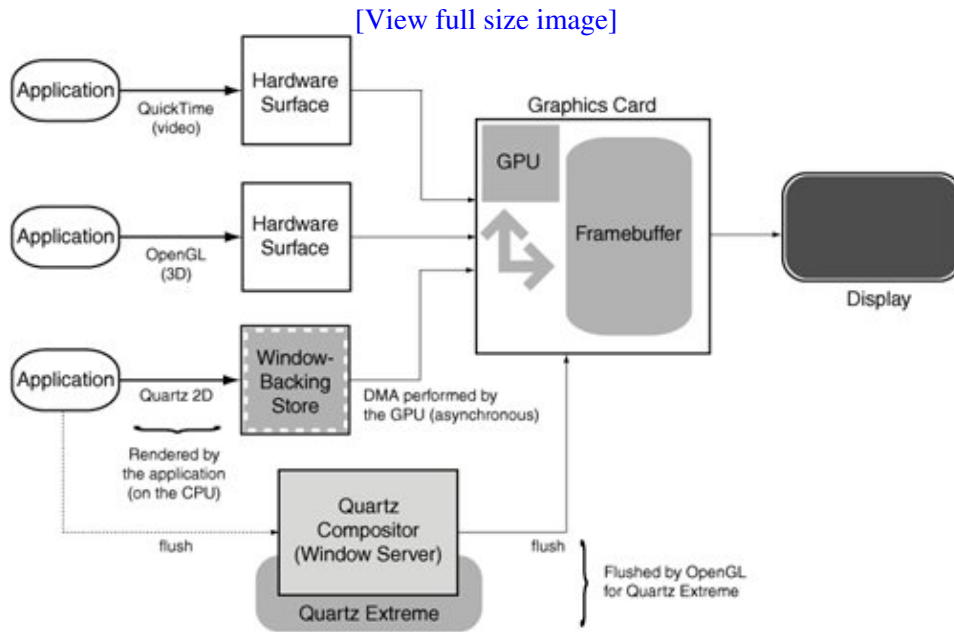 [View full size image]
Application
QuickTime
(video)
Hardware
Surface
Graphics Card
GPU
Framebuffer
Display
Application
OpenGL
(3D)
Hardware
Surface
Application
Quartz 2D
Window-
Backing
Store
DMA performed by
the GPU (asynchronous)
Rendered by
the application
(on the CPU)
flush
Quartz
Compositor
(Window Server)
Quartz Extreme
flush
Flushed by OpenGL
for Quartz Extreme